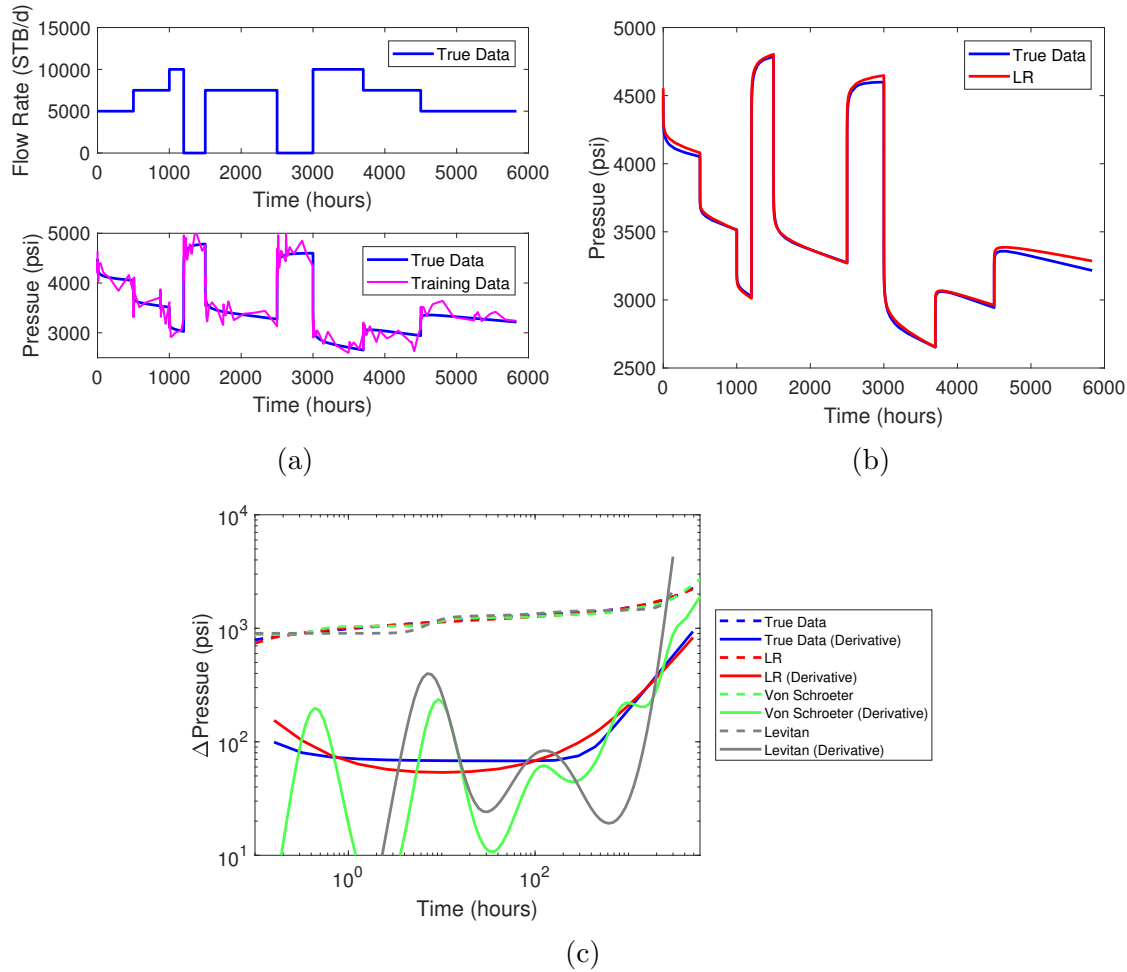 15000
10000
5000
0
Flow Rate (STB/d)
True Data
0 1000 2000 3000 4000 5000 6000
Time (hours)
5000
4000
3000
Pressue (psi)
True Data
Training Data
0 1000 2000 3000 4000 5000 6000
Time (hours)
(a)
5000
4500
4000
3500
3000
2500
Pressue (psi)
True Data
LR
0 1000 2000 3000 4000 5000 6000
Time (hours)
(b)
10^4
10^3
10^2
10^1
ΔPressue (psi)
10^0 10^2
Time (hours)
True Data
True Data (Derivative)
LR
LR (Derivative)
Von Schroeter
Von Schroeter (Derivative)
Levitan
Levitan (Derivative)
(c)